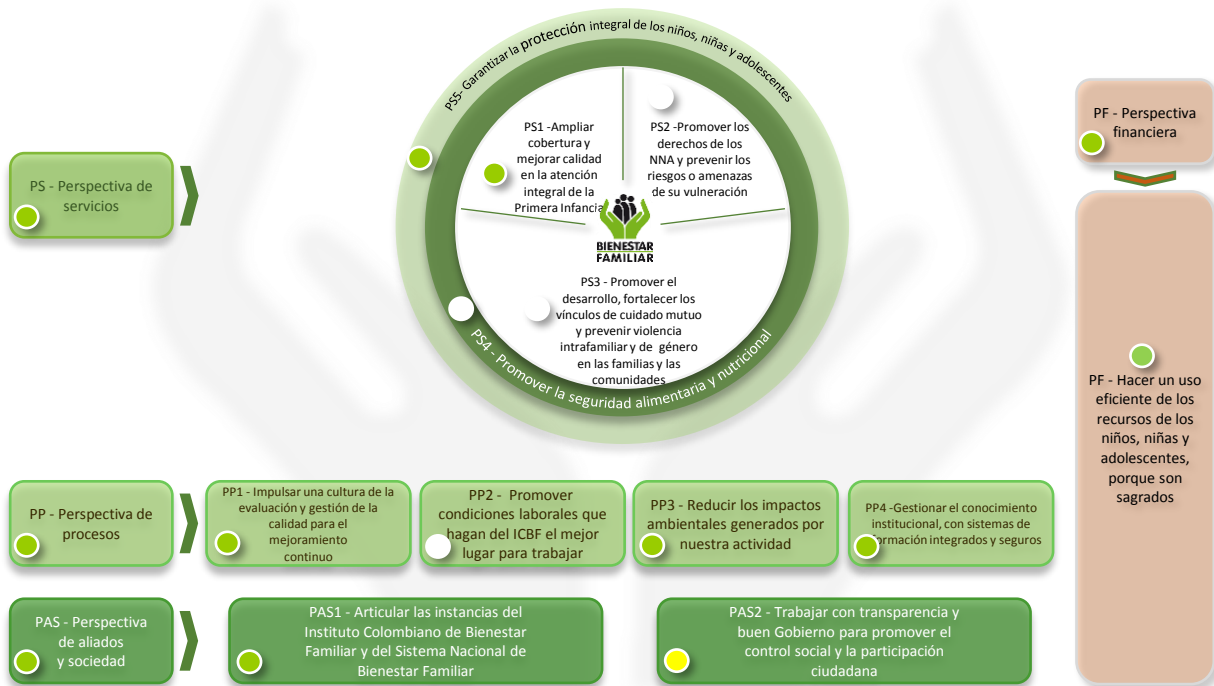 PS5- Garantizar la protección integral de los niños, niñas y adolescentes
PS1 -Ampliar
cobertura y
mejorar calidad
en la atención
integral de la
Primera Infancia
PS2 -Promover los
derechos de los
NNA y prevenir los
riesgos o amenazas
de su vulneración
PS - Perspectiva de
servicios
BIENESTAR
FAMILIAR
PS3 - Promover el
desarrollo, fortalecer los
vínculos de cuidado mutuo
y prevenir violencia
intrafamiliar y de género
en las familias y las
comunidades
PS4 - Promover la seguridad alimentaria y nutricional
PF - Perspectiva
financiera
PF - Hacer un uso
eficiente de los
recursos de los
niños, niñas y
adolescentes,
porque son
sagrados
PP - Perspectiva de
procesos
PP1 - Impulsar una cultura de la
evaluación y gestión de la
calidad para el
mejoramiento
continuo
PP2 - Promover
condiciones laborales que
hagan del ICBF el mejor
lugar para trabajar
PP3 - Reducir los impactos
ambientales generados por
nuestra actividad
PP4 -Gestionar el conocimiento
institucional, con sistemas de
formación integrados y seguros
PAS - Perspectiva
de aliados
y sociedad
PAS1 - Articular las instancias del
Instituto Colombiano de Bienestar
Familiar y del Sistema Nacional de
Bienestar Familiar
PAS2 - Trabajar con transparencia y
buen Gobierno para promover el
control social y la participación
ciudadana